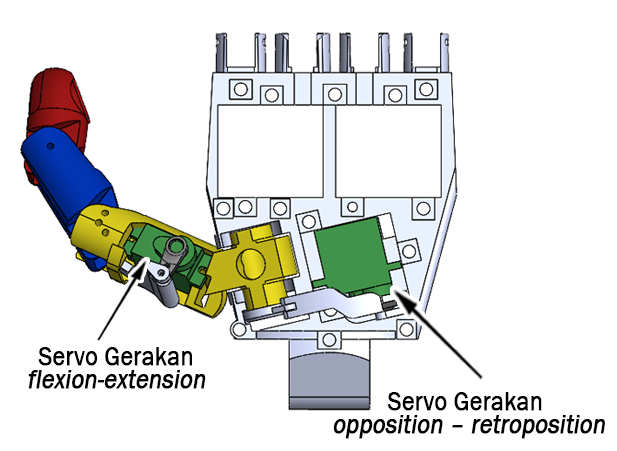 Servo Gerakan
flexion-extension
Servo Gerakan
opposition – retroposition